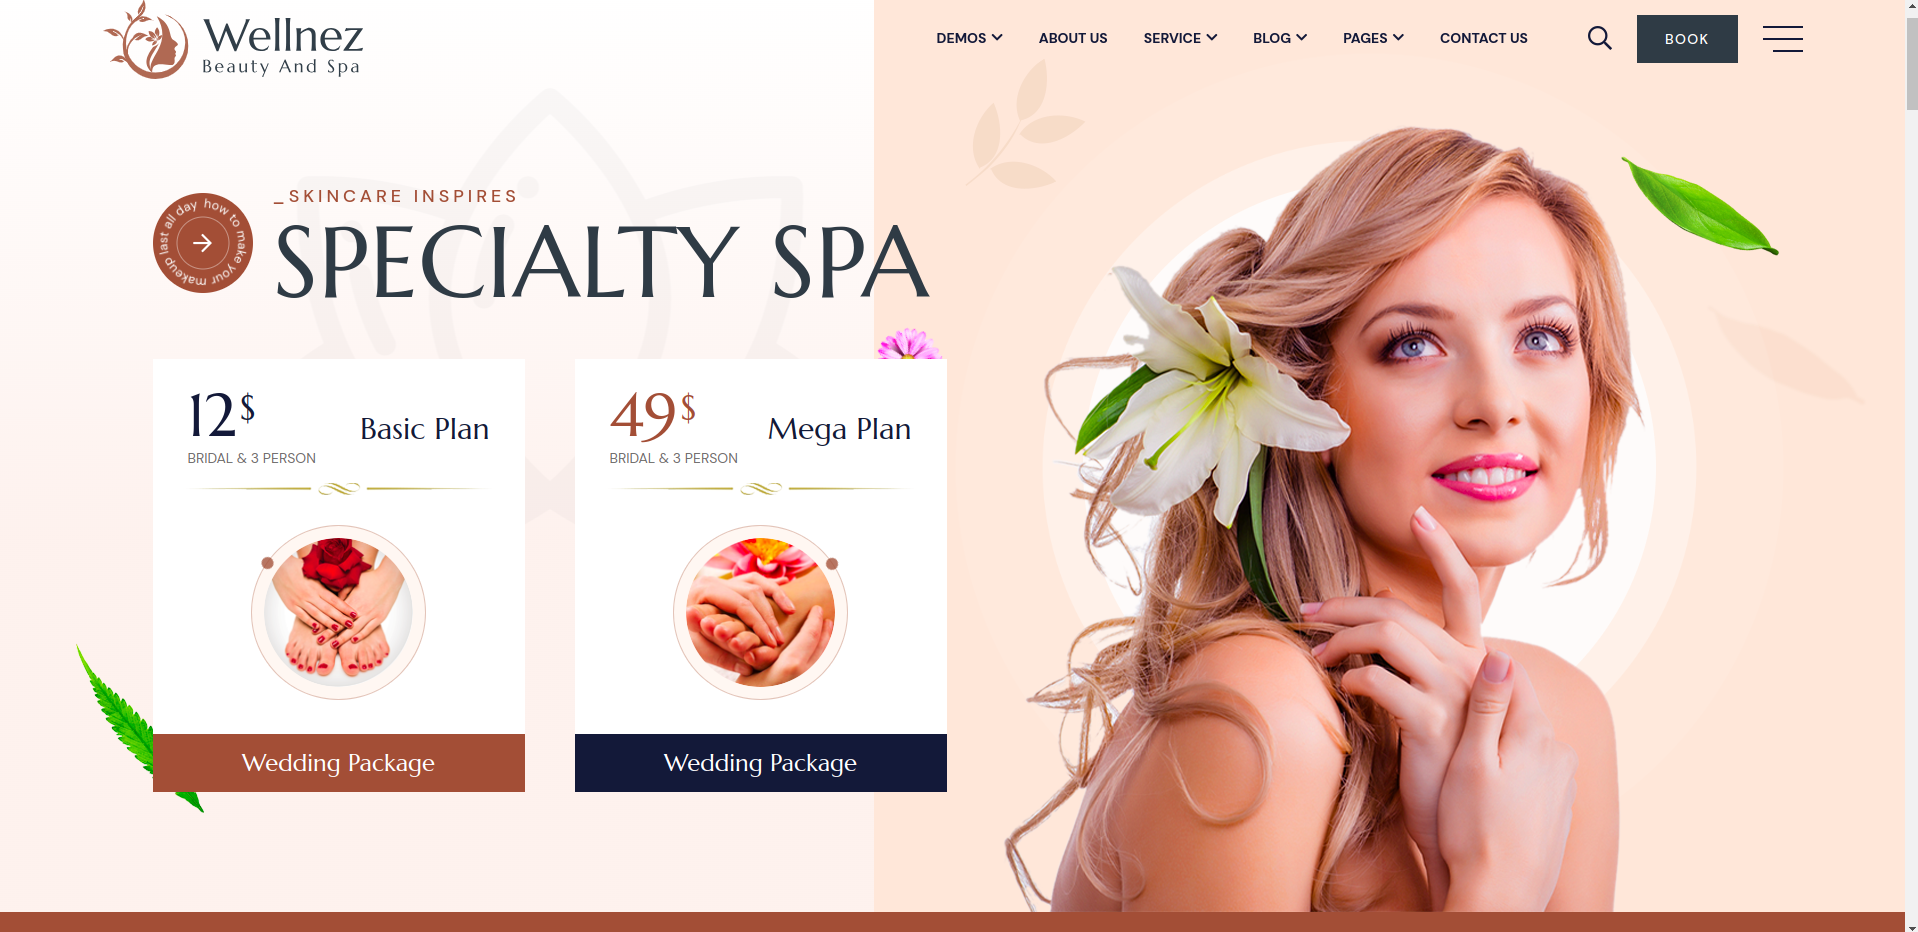 Wellnez
Beauty And Spa
DEMOS
ABOUT US
SERVICE
BLOG
PAGES
CONTACT US
BOOK
_SKINCARE INSPIRES
SPECIALTY SPA
how to make your makeup last all day
12$
Basic Plan
BRIDAL & 3 PERSON
Wedding Package
49$
Mega Plan
BRIDAL & 3 PERSON
Wedding Package